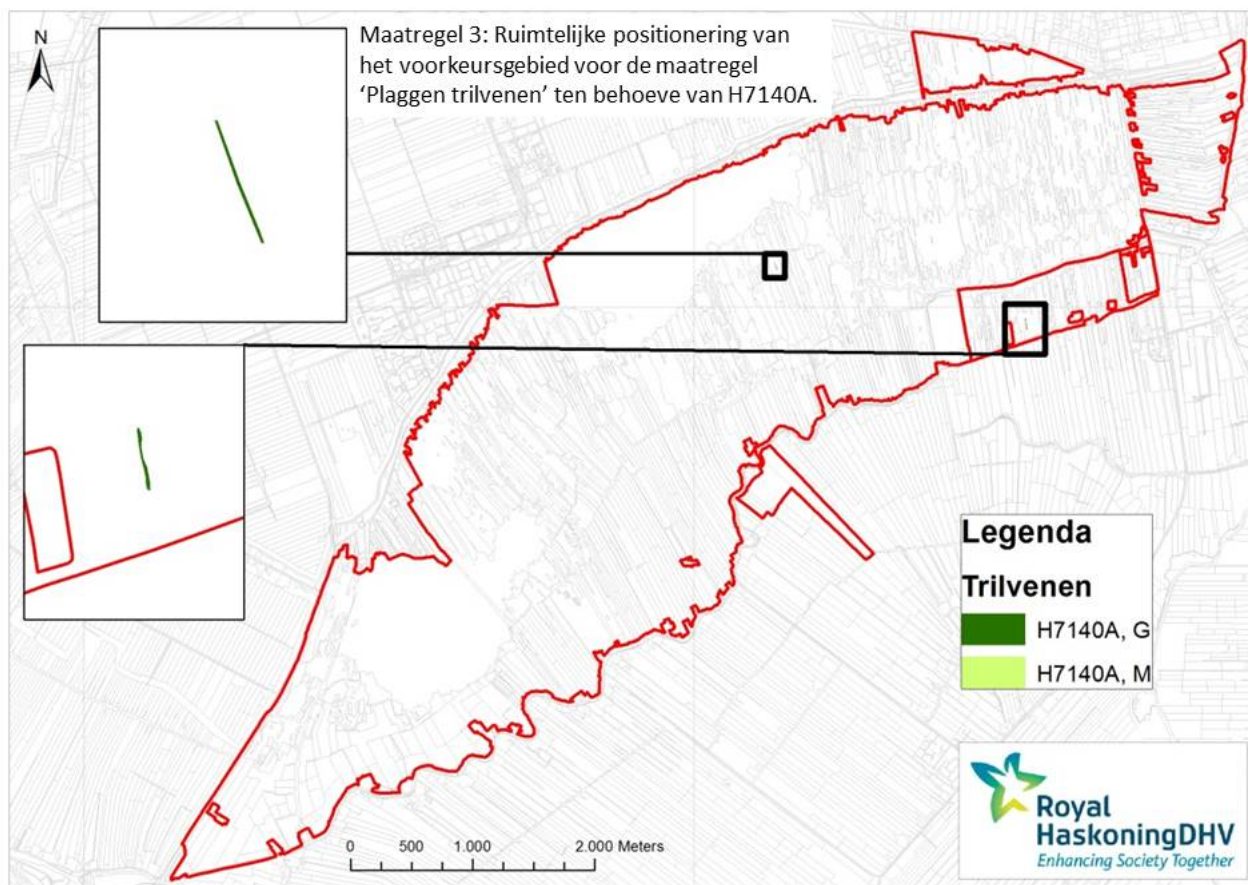 N
Maatregel 3: Ruimtelijke positionering van
het voorkeursgebied voor de maatregel
‘Plaggen trilvenen’ ten behoeve van H7140A.
Legenda
Trilvenen
H7140A, G
H7140A, M
0 500 1.000 2.000 Meters
Royal
HaskoningDHV
Enhancing Society Together